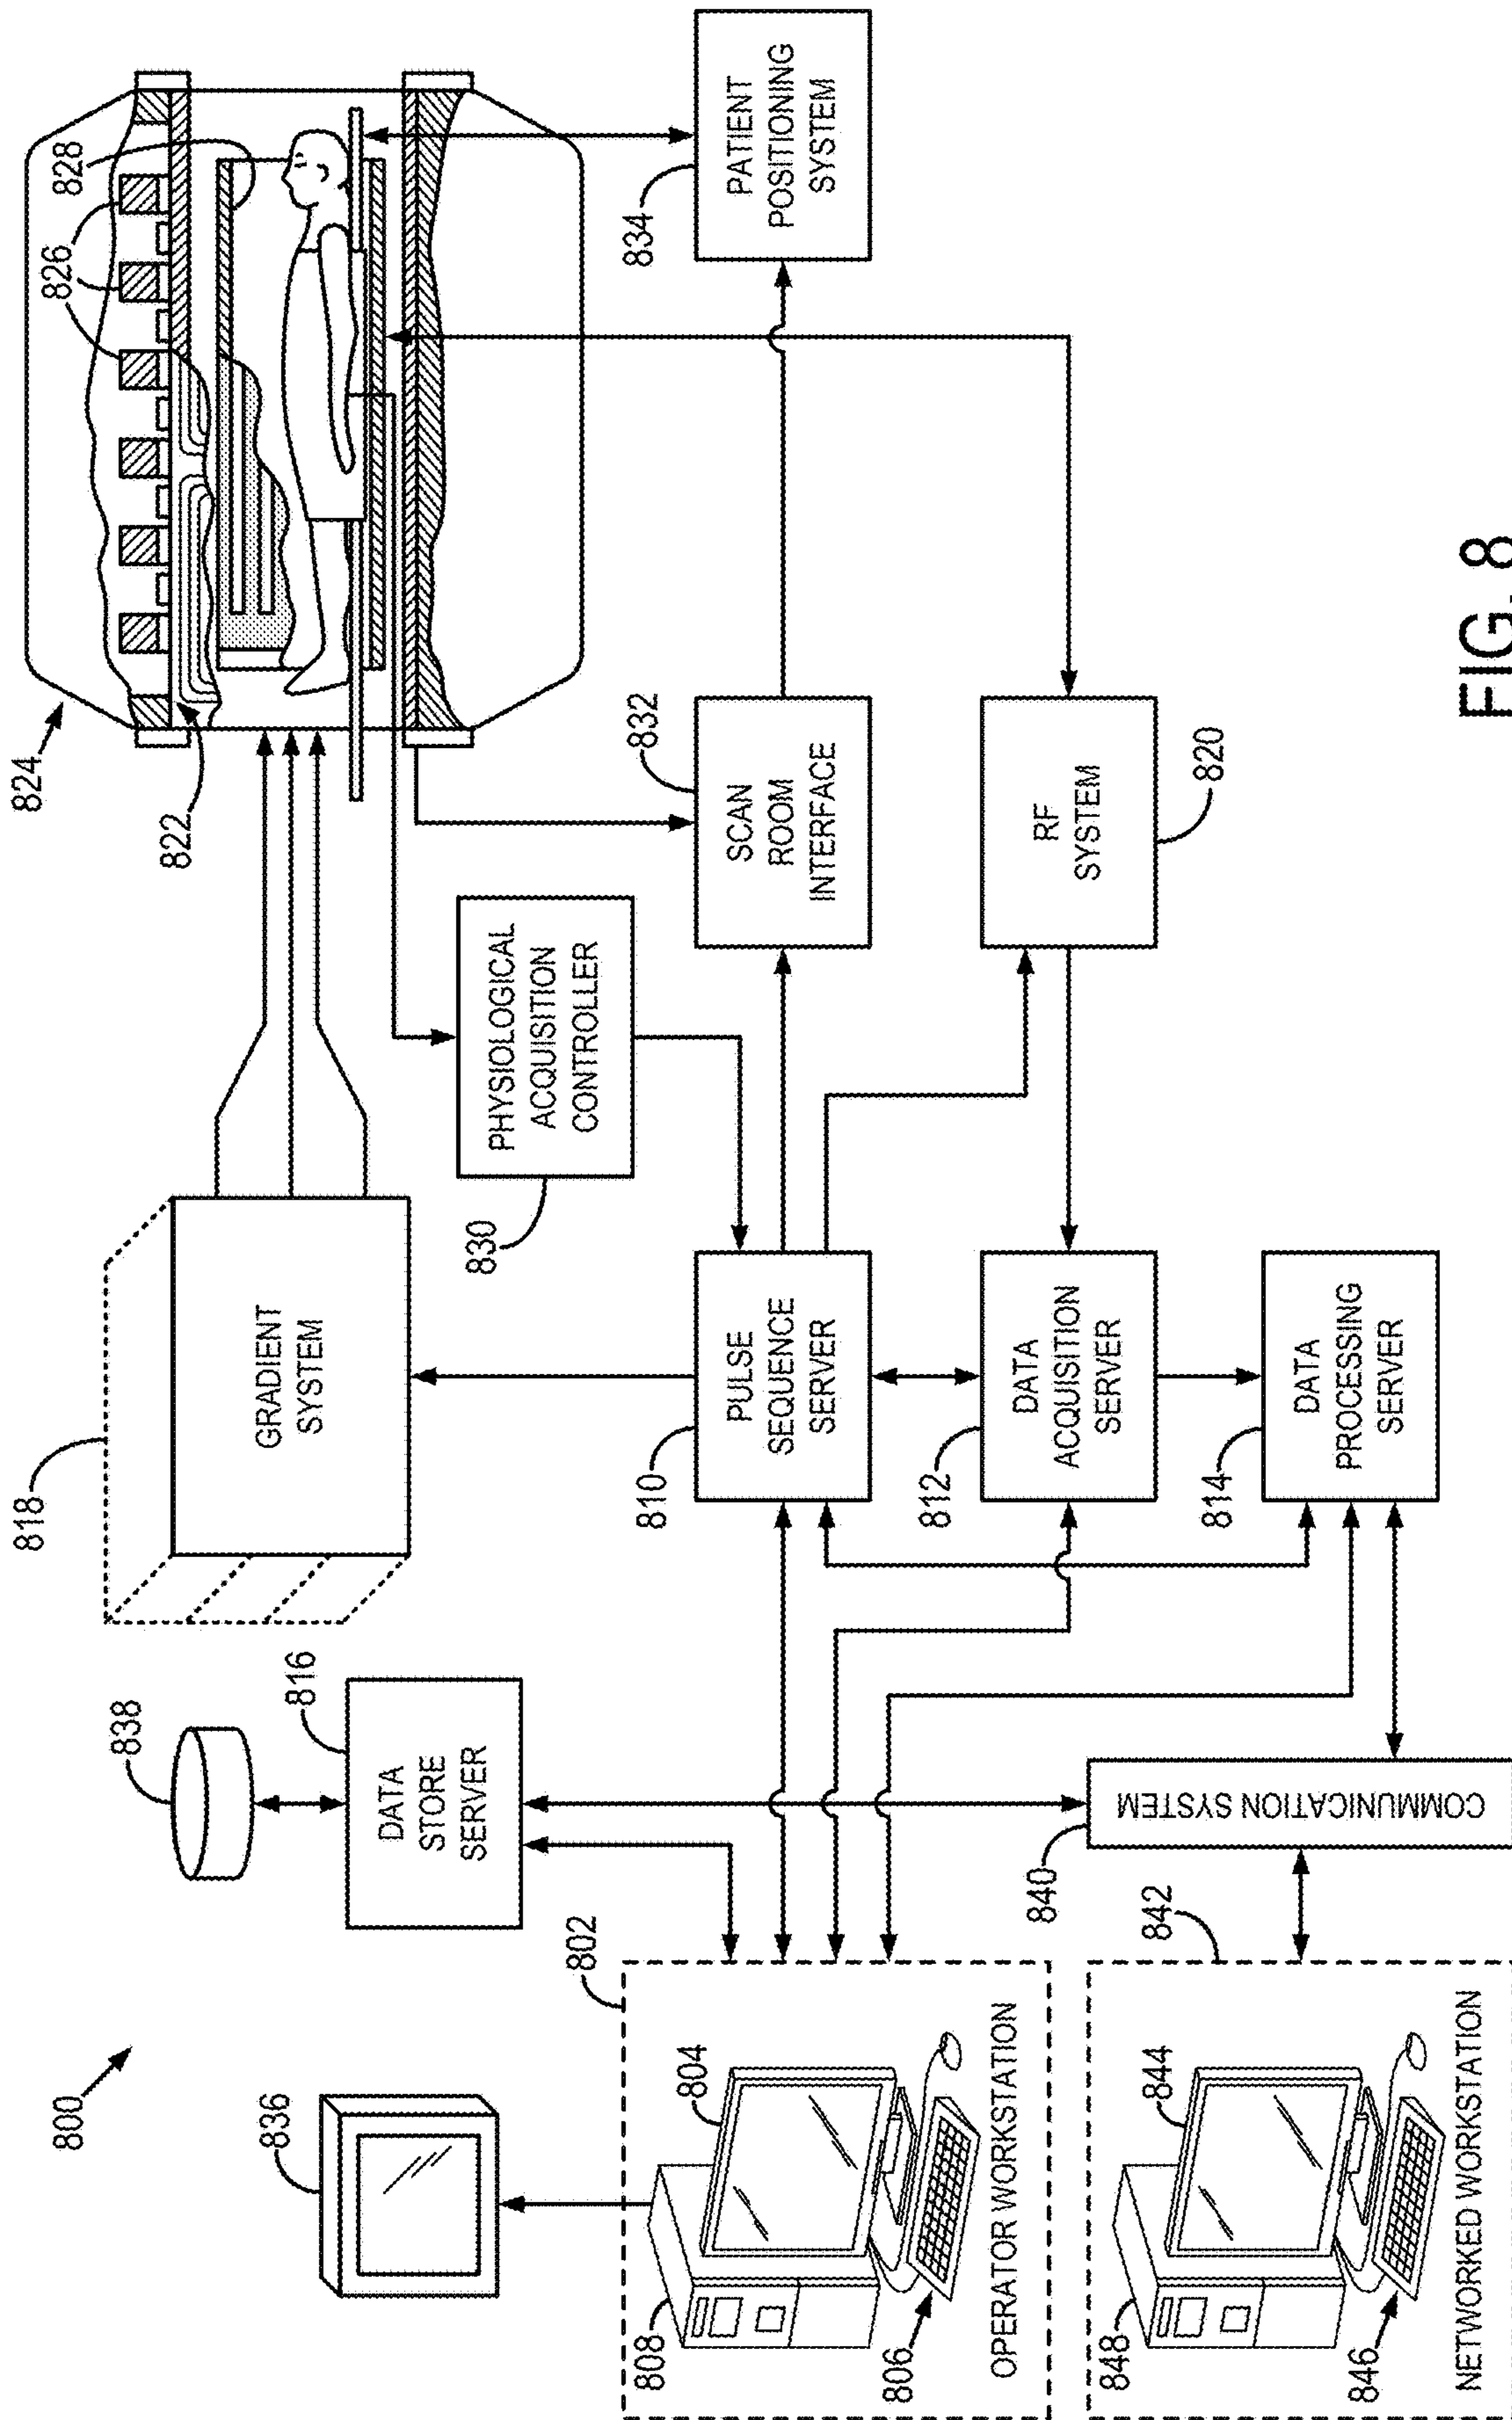 800
836
838
816
DATA
STORE
SERVER
818
GRADIENT
SYSTEM
824
822
826
828
830
PHYSIOLOGICAL
ACQUISITION
CONTROLLER
802
804
808
806
OPERATOR WORKSTATION
810
PULSE
SEQUENCE
SERVER
832
SCAN
ROOM
INTERFACE
834
PATIENT
POSITIONING
SYSTEM
812
DATA
ACQUISITION
SERVER
RF
SYSTEM
820
840
COMMUNICATION SYSTEM
842
844
848
846
NETWORKED WORKSTATION
814
DATA
PROCESSING
SERVER
FIG. 8